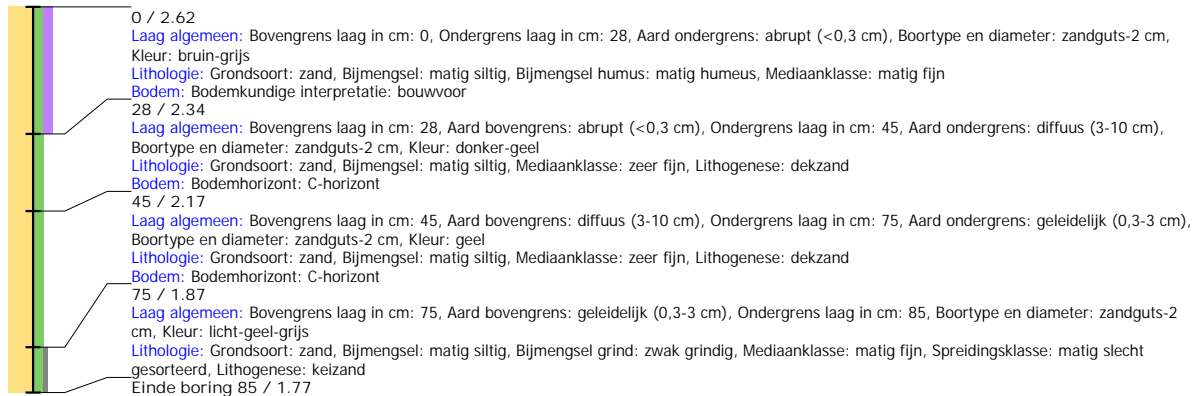 0 / 2.62
Laag algemeen: Bovengrens laag in cm: 0, Ondergrens laag in cm: 28, Aard ondergrens: abrupt (<0,3 cm), Boortype en diameter: zandguts-2 cm,
Kleur: bruin-grijs
Lithologie: Grondsoort: zand, Bijmengsel: matig siltig, Bijmengsel humus: matig humeus, Mediaanklasse: matig fijn
Bodem: Bodemkundige interpretatie: bouwvoor
28 / 2.34
Laag algemeen: Bovengrens laag in cm: 28, Aard bovengrens: abrupt (<0,3 cm), Ondergrens laag in cm: 45, Aard ondergrens: diffuus (3-10 cm),
Boortype en diameter: zandguts-2 cm, Kleur: donker-geel
Lithologie: Grondsoort: zand, Bijmengsel: matig siltig, Mediaanklasse: zeer fijn, Lithogenese: dekzand
Bodem: Bodemhorizont: C-horizont
45 / 2.17
Laag algemeen: Bovengrens laag in cm: 45, Aard bovengrens: diffuus (3-10 cm), Ondergrens laag in cm: 75, Aard ondergrens: geleidelijk (0,3-3 cm),
Boortype en diameter: zandguts-2 cm, Kleur: geel
Lithologie: Grondsoort: zand, Bijmengsel: matig siltig, Mediaanklasse: zeer fijn, Lithogenese: dekzand
Bodem: Bodemhorizont: C-horizont
75 / 1.87
Laag algemeen: Bovengrens laag in cm: 75, Aard bovengrens: geleidelijk (0,3-3 cm), Ondergrens laag in cm: 85, Boortype en diameter: zandguts-2
cm, Kleur: licht-geel-grijs
Lithologie: Grondsoort: zand, Bijmengsel: matig siltig, Bijmengsel grind: zwak grindig, Mediaanklasse: matig fijn, Spreidingsklasse: matig slecht
gesorteerd, Lithogenese: keizand
Einde boring 85 / 1.77